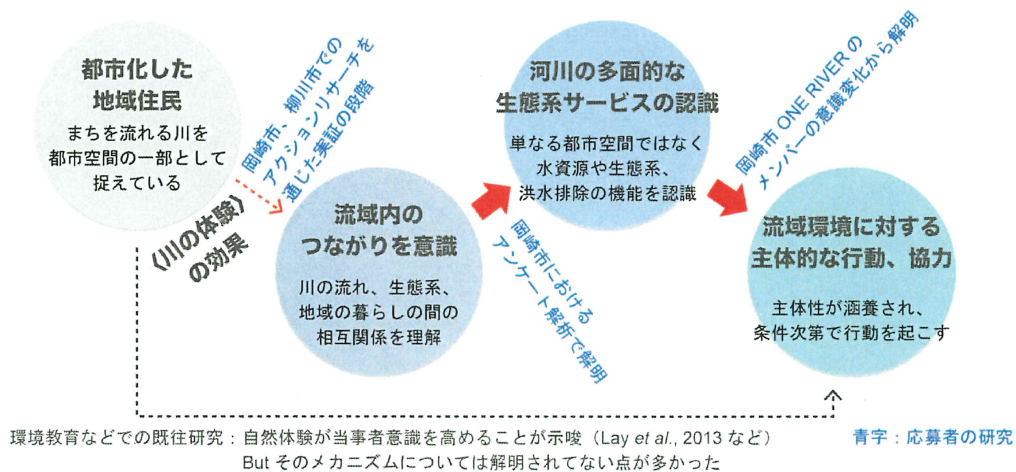 都市化した
地域住民
まちを流れる川を
都市空間の一部として
捉えている
岡崎市、柳川市での
アクションリサーチを
通じた実証の段階
〈川の体験〉
の効果
流域内の
つながりを意識
川の流れ、生態系、
地域の暮らしの間の
相互関係を理解
岡崎市における
アンケート解析で解明
河川の多面的な
生態系サービスの認識
単なる都市空間ではなく
水資源や生態系、
洪水排除の機能を認識
岡崎市 ONE RIVER の
メンバーの意識変化から解明
流域環境に対する
主体的な行動、協力
主体性が涵養され、
条件次第で行動を起こす
環境教育などでの既往研究：自然体験が当事者意識を高めることが示唆（Lay et al., 2013 など）
But そのメカニズムについては解明されてない点が多かった
青字：応募者の研究